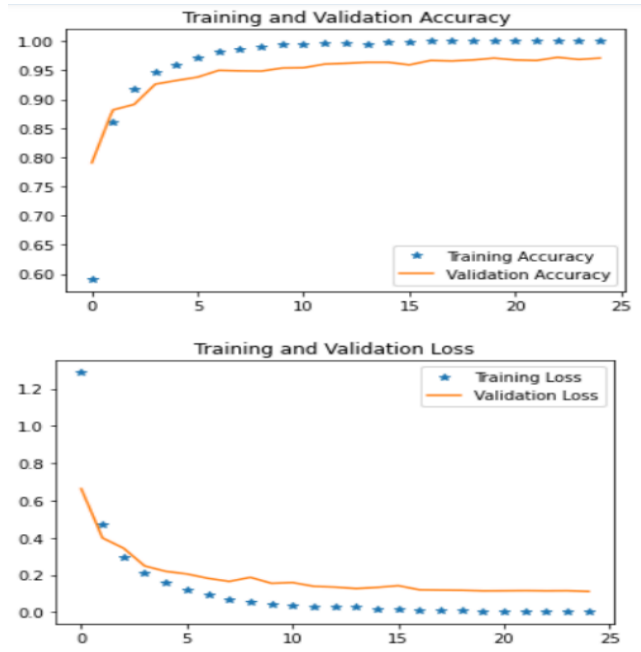 Training and Validation Accuracy
1.00
0.95
0.90
0.85
0.80
0.75
0.70
0.65
0.60
Training Accuracy
Validation Accuracy
0 5 10 15 20 25
Training and Validation Loss
Training Loss
Validation Loss
1.2
1.0
0.8
0.6
0.4
0.2
0.0
0 5 10 15 20 25